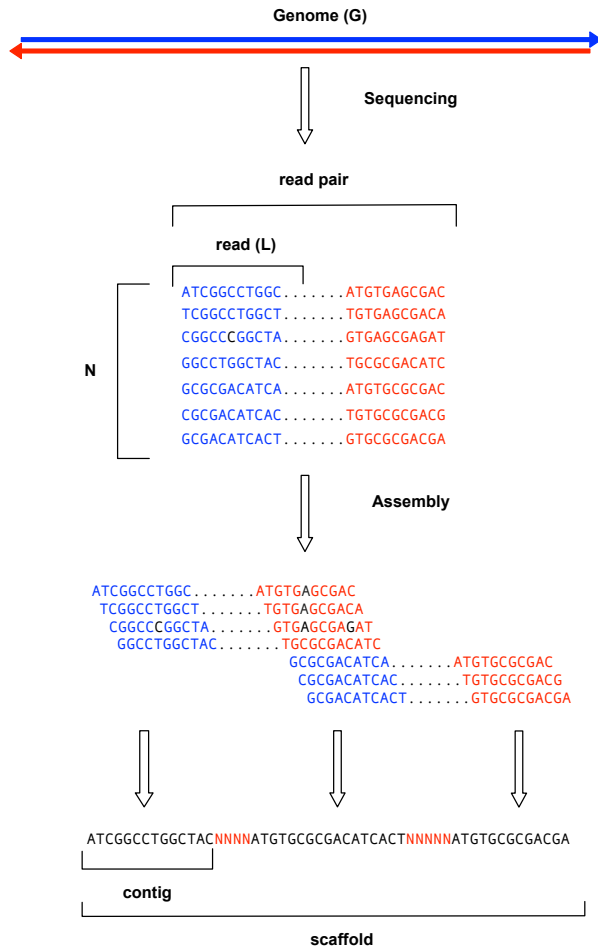 Genome (G)
Sequencing
read pair
read (L)
ATCGGCCTGGC.......ATGTGAGCGAC
TCGGCCTGGCT.......TGTGAGCGACA
CGGCCCGGCTA.......GTGAGCGAGAT
N
GGCCTGGCTAC.......TGCGCGACATC
GCGCGACATCA.......ATGTGCGCGAC
CGCGACATCAC.......TGTGCGCGACG
GCGACATCACT.......GTGCGCGACGA
Assembly
ATCGGCCTGGC.......ATGTGAGCGAC
TCGGCCTGGCT.......TGTGAGCGACA
CGGCCCGGCTA.......GTGAGCGAGAT
GGCCTGGCTAC.......TGCGCGACATC
GCGCGACATCA.......ATGTGCGCGAC
CGCGACATCAC.......TGTGCGCGACG
GCGACATCACT.......GTGCGCGACGA
ATCGGCCTGGCTACNNNNATGTGCGCGACATCACTNNNNNATGTGCGCGACGA
contig
scaffold